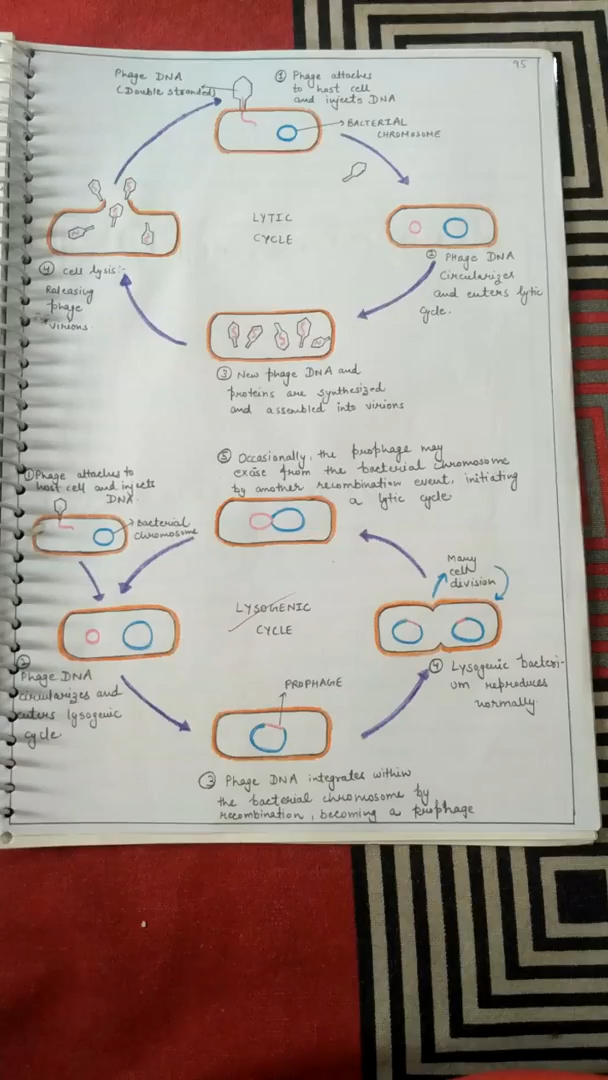 95
Phage DNA
(Double stranded)
① Phage attaches
to host cell
and injects DNA
BACTERIAL
CHROMOSOME
LYTIC
CYCLE
② Phage DNA
Circularizes
and enters lytic
cycle.
③ New phage DNA and
proteins are synthesized
and assembled into virions
④ Cell lysis:-
Releasing
phage
virions.
⑤ Occasionally, the prophage may
excise from the bacterial chromosome
by another recombination event, initiating
a lytic cycle
① Phage attaches to
host cell and injects
DNA.
Bacterial
chromosome
LYSOGENIC
CYCLE
Many
cell
division
② Phage DNA
circularizes and
enters lysogenic
cycle
PROPHAGE
④ Lysogenic bacteri-
um reproduces
normally
③ Phage DNA integrates within
the bacterial chromosome by
recombination, becoming a prophage